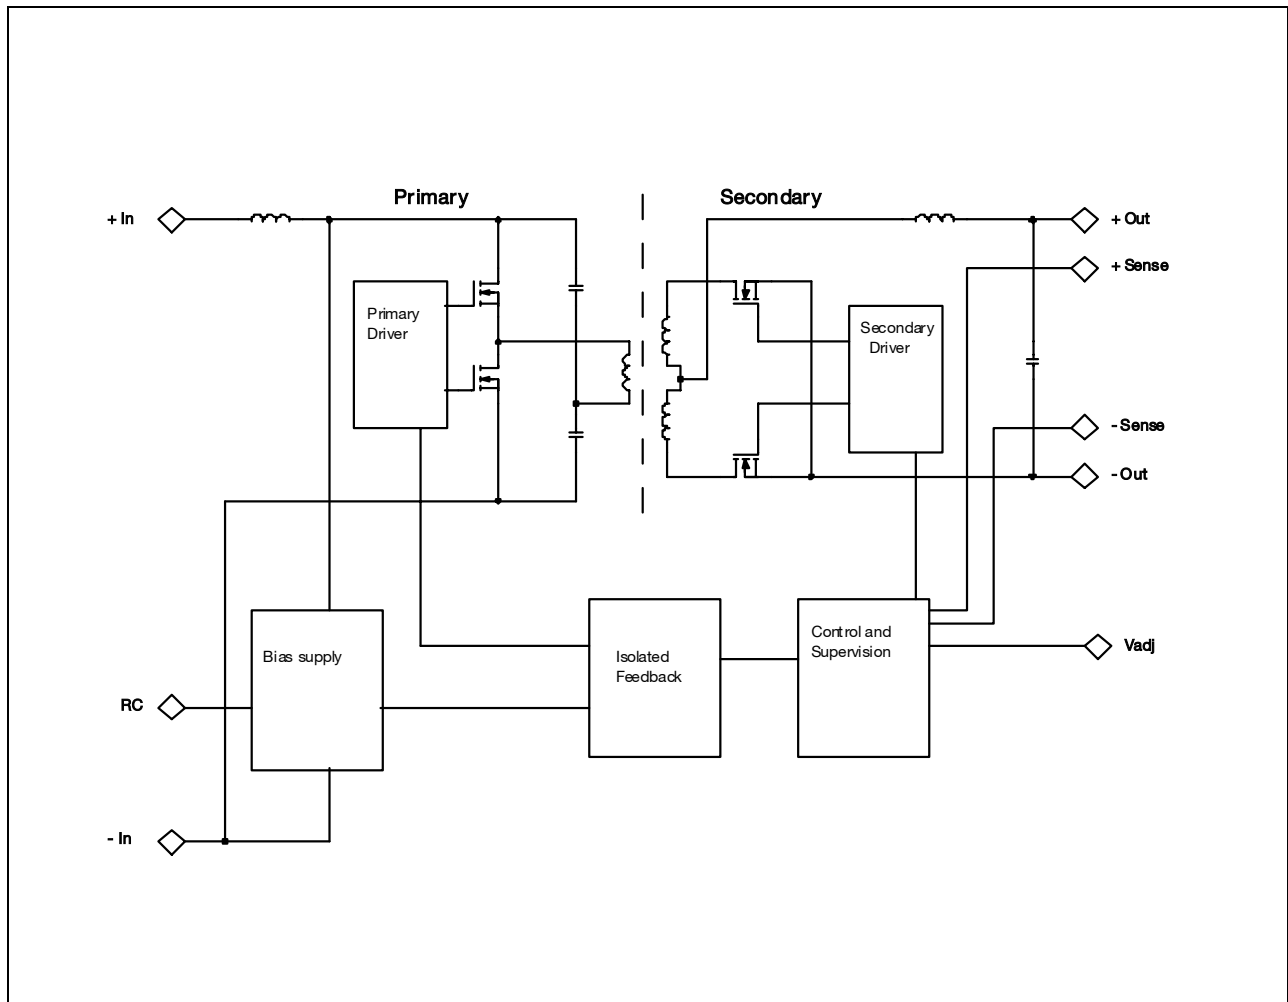 Primary
Secondary
+ In
+ Out
+ Sense
Primary
Driver
Secondary
Driver
- Sense
- Out
Bias supply
Isolated
Feedback
Control and
Supervision
Vadj
RC
- In